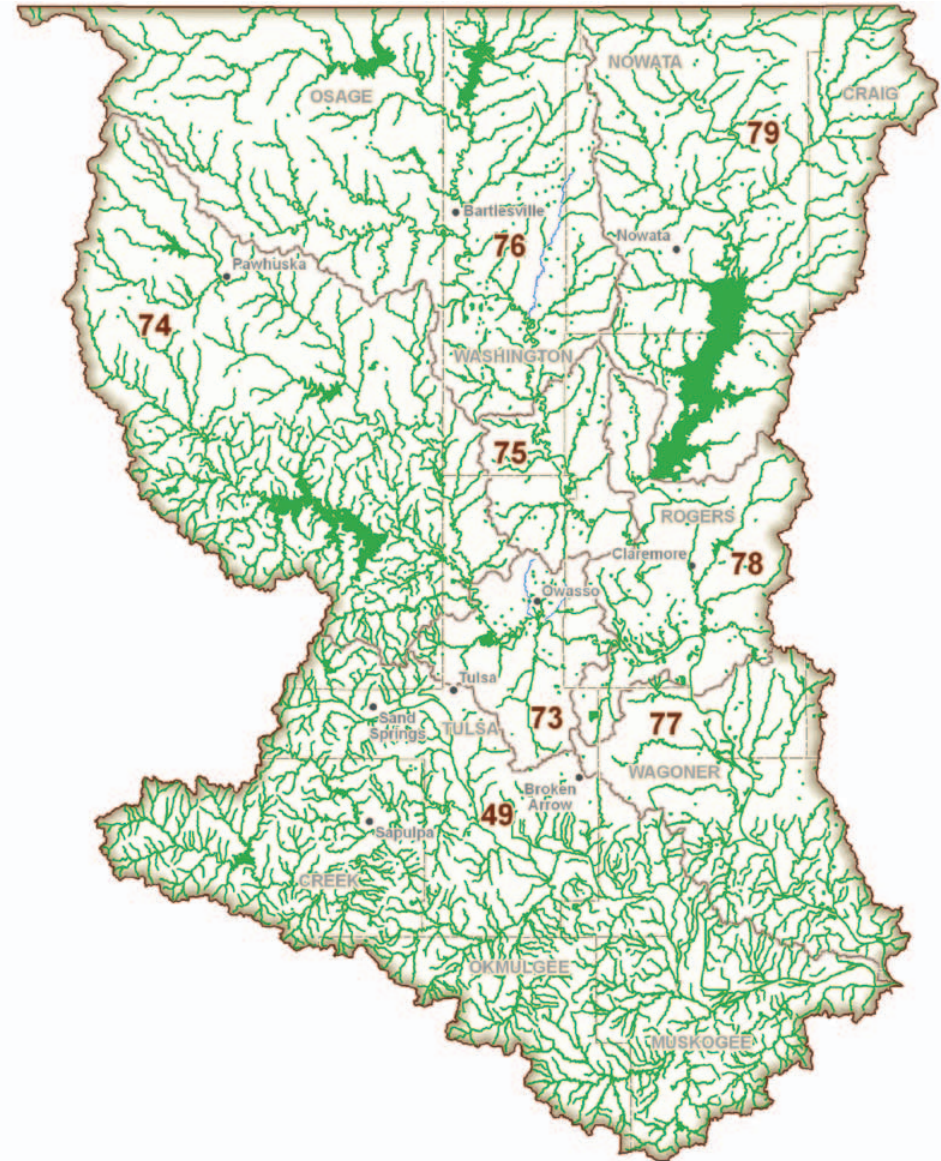 NOWATA
OSAGE
CRAIG
79
Bartlesville
76
Nowata
Pawhuska
74
WASHINGTON
75
ROGERS
Claremore
78
Owasso
Tulsa
Sand
Springs
TULSA
73
77
WAGONER
Broken
Arrow
49
Sapulpa
CREEK
OKMULGEE
MUSKOGEE